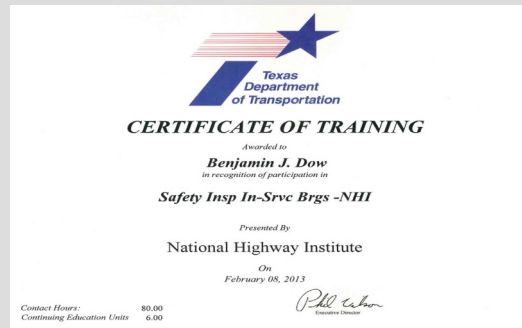 Texas
Department
of Transportation
CERTIFICATE OF TRAINING
Awarded to
Benjamin J. Dow
in recognition of participation in
Safety Insp In-Srvc Brgs -NHI
Presented By
National Highway Institute
On
February 08, 2013
Contact Hours: 80.00
Continuing Education Units 6.00
Executive Director